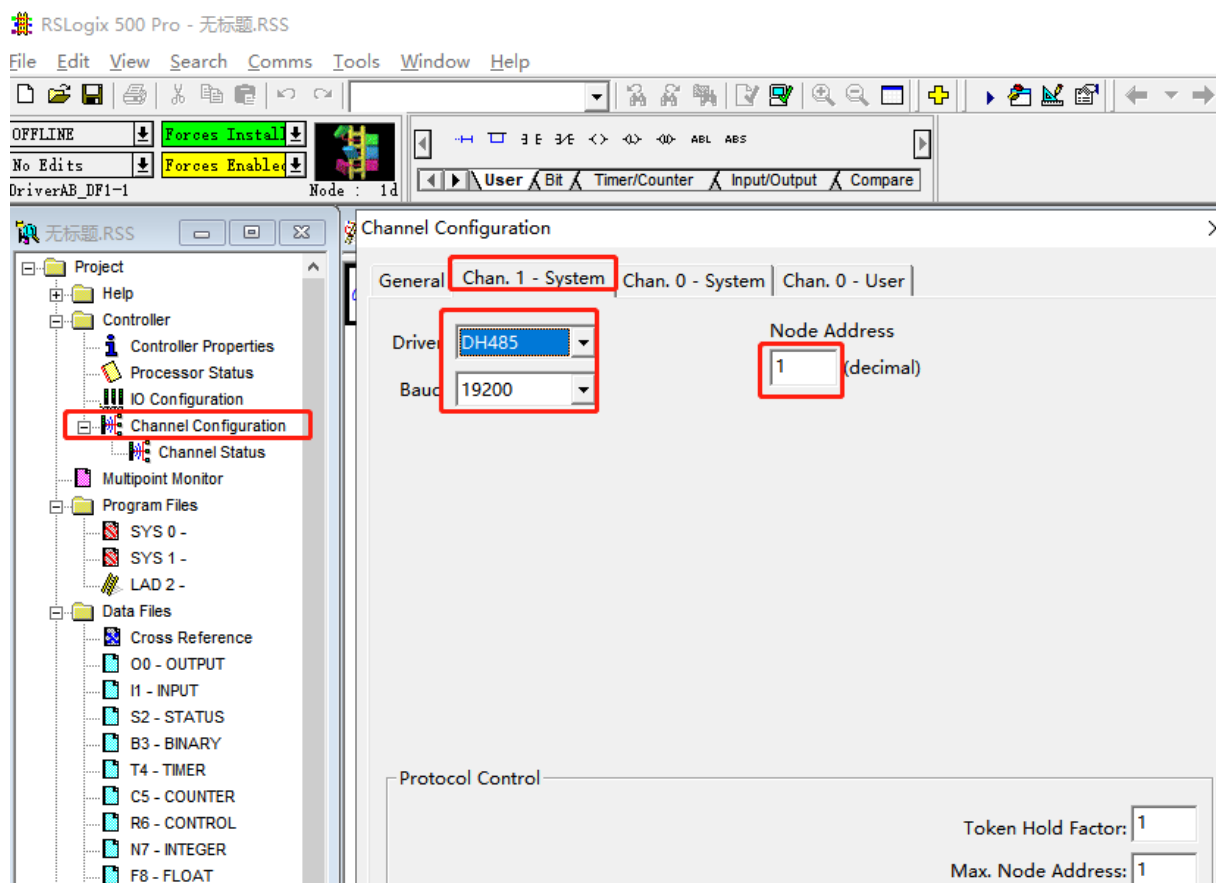 RSLogix 500 Pro - 无标题.RSS
File Edit View Search Comms Tools Window Help
OFFLINE
Forces Install
No Edits
Forces Enabled
DriverAB_DF1-1
Node : 1d
ABL ABS
User Bit Timer/Counter Input/Output Compare
无标题.RSS
Project
Help
Controller
Controller Properties
Processor Status
IO Configuration
Channel Configuration
Channel Status
Multipoint Monitor
Program Files
SYS 0 -
SYS 1 -
LAD 2 -
Data Files
Cross Reference
O0 - OUTPUT
I1 - INPUT
S2 - STATUS
B3 - BINARY
T4 - TIMER
C5 - COUNTER
R6 - CONTROL
N7 - INTEGER
F8 - FLOAT
Channel Configuration
General Chan. 1 - System Chan. 0 - System Chan. 0 - User
Driver DH485
Baud 19200
Node Address
1 (decimal)
Protocol Control
Token Hold Factor: 1
Max. Node Address: 1